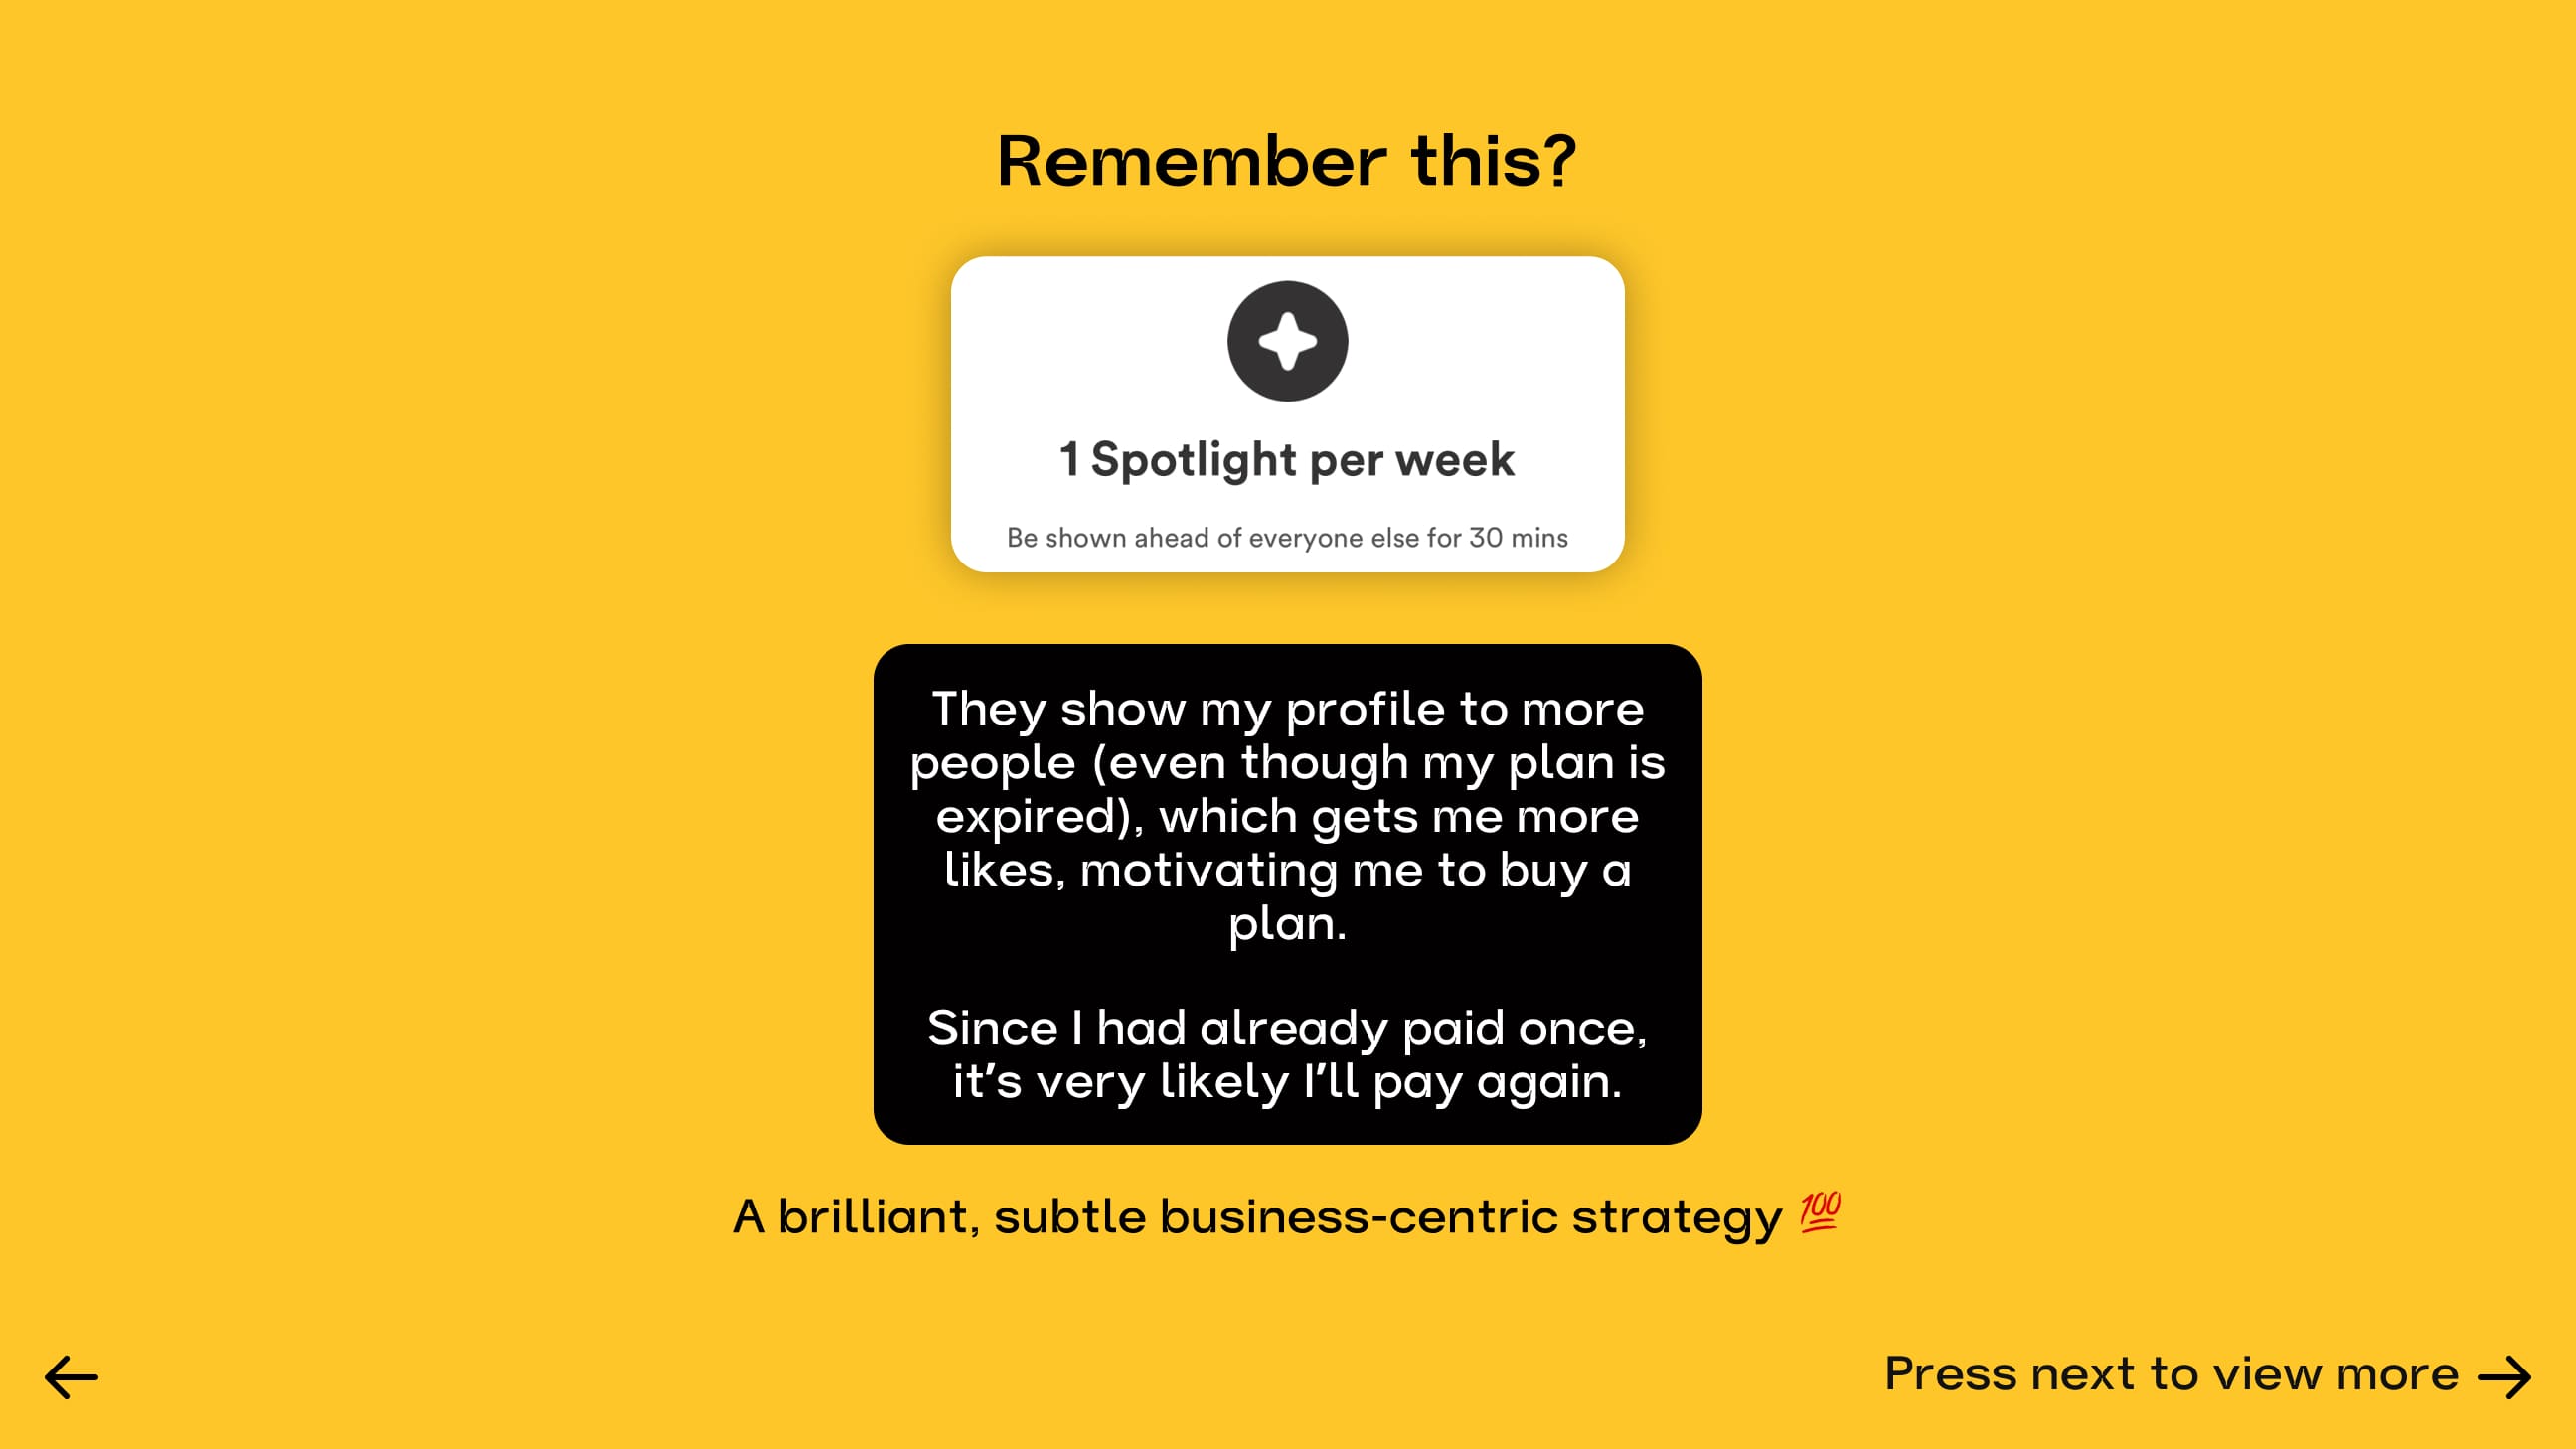 Remember this?
1 Spotlight per week
Be shown ahead of everyone else for 30 mins
They show my profile to more
people (even though my plan is
expired), which gets me more
likes, motivating me to buy a
plan.
Since I had already paid once,
it's very likely I'll pay again.
A brilliant, subtle business-centric strategy 💯
Press next to view more →